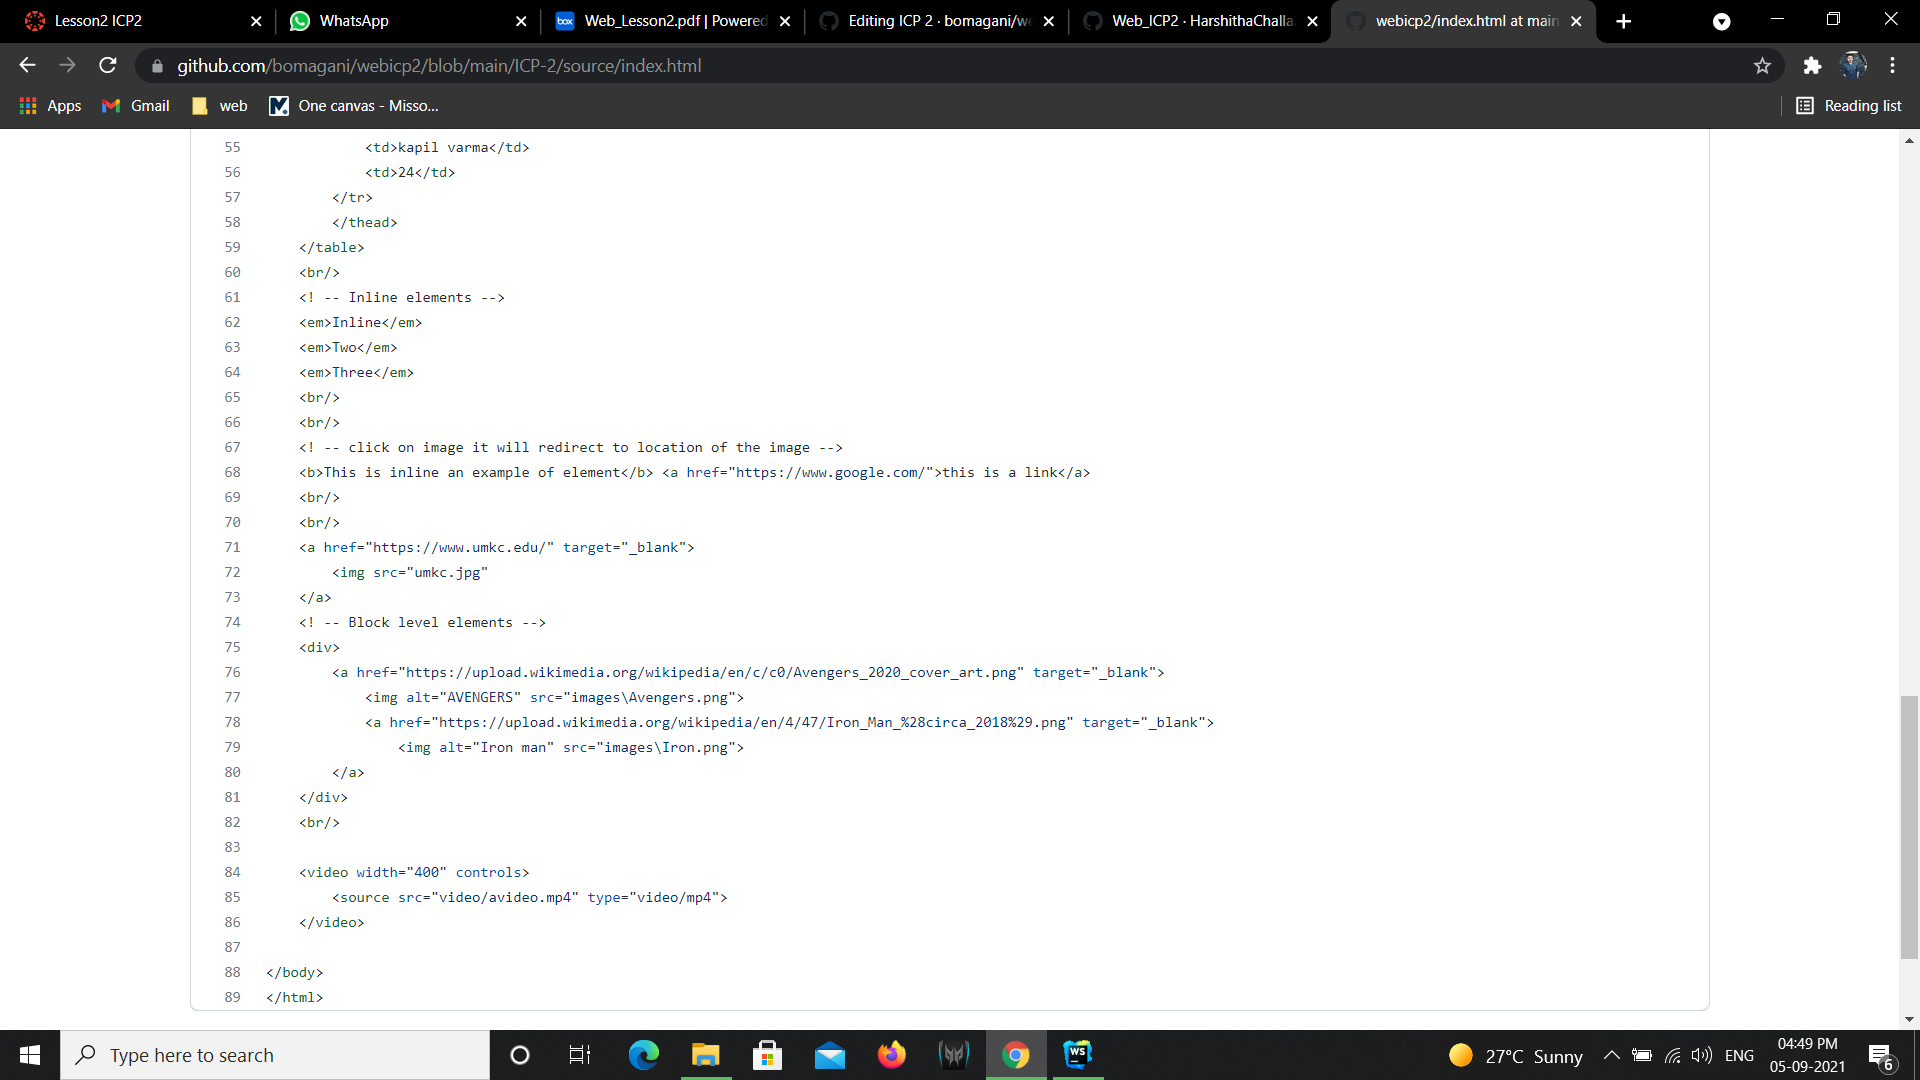 Lesson2 ICP2
WhatsApp
Web_Lesson2.pdf | Powered
Editing ICP 2 · bomagani/we
Web_ICP2 · HarshithaChalla
webicp2/index.html at main
github.com/bomagani/webicp2/blob/main/ICP-2/source/index.html
Apps
Gmail
web
One canvas - Misso...
Reading list
55 <td>kapil varma</td>
56 <td>24</td>
57 </tr>
58 </thead>
59 </table>
60 <br/>
61 <! -- Inline elements -->
62 <em>Inline</em>
63 <em>Two</em>
64 <em>Three</em>
65 <br/>
66 <br/>
67 <! -- click on image it will redirect to location of the image -->
68 <b>This is inline an example of element</b> <a href="https://www.google.com/">this is a link</a>
69 <br/>
70 <br/>
71 <a href="https://www.umkc.edu/" target="_blank">
72 <img src="umkc.jpg"
73 </a>
74 <! -- Block level elements -->
75 <div>
76 <a href="https://upload.wikimedia.org/wikipedia/en/c/c0/Avengers_2020_cover_art.png" target="_blank">
77 <img alt="AVENGERS" src="images\Avengers.png">
78 <a href="https://upload.wikimedia.org/wikipedia/en/4/47/Iron_Man_%28circa_2018%29.png" target="_blank">
79 <img alt="Iron man" src="images\Iron.png">
80 </a>
81 </div>
82 <br/>
83
84 <video width="400" controls>
85 <source src="video/avideo.mp4" type="video/mp4">
86 </video>
87
88 </body>
89 </html>
Type here to search
WS
27°C Sunny
ENG
04:49 PM
05-09-2021
6